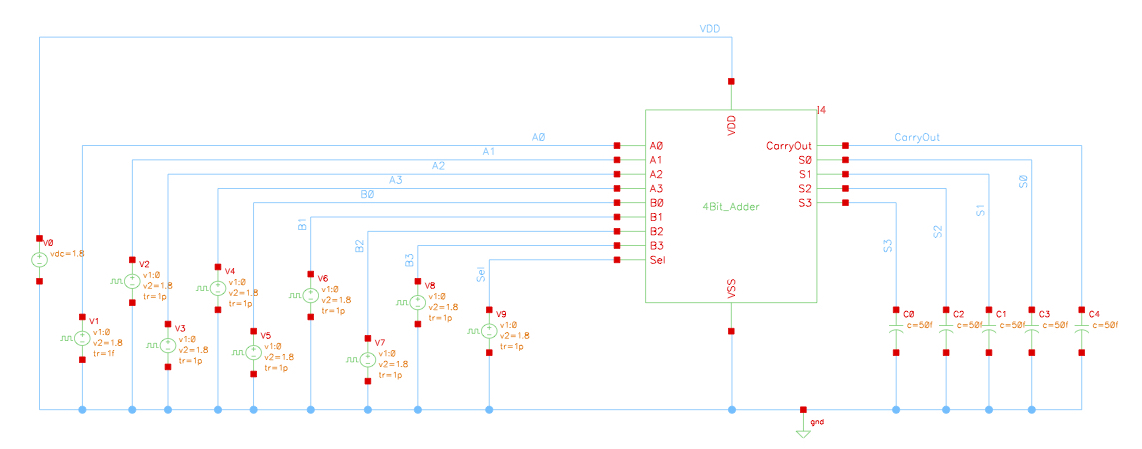 VDD
I4
VDD
A0
A0
CarryOut
CarryOut
A1
A1
S0
A2
A2
S1
A3
A3
S2
B0
B0
4Bit_Adder
S3
B1
B1
B2
B2
B3
B3
Sel
Sel
VSS
S3
S2
S1
S0
V0
vdc=1.8
V2
v1:0
v2=1.8
tr=1p
V4
v1:0
v2=1.8
tr=1p
V6
v1:0
v2=1.8
tr=1p
V8
v1:0
v2=1.8
tr=1p
V1
v1:0
v2=1.8
tr=1f
V3
v1:0
v2=1.8
tr=1p
V5
v1:0
v2=1.8
tr=1p
V7
v1:0
v2=1.8
tr=1p
V9
v1:0
v2=1.8
tr=1p
C0
c=50f
C2
c=50f
C1
c=50f
C3
c=50f
C4
c=50f
gnd